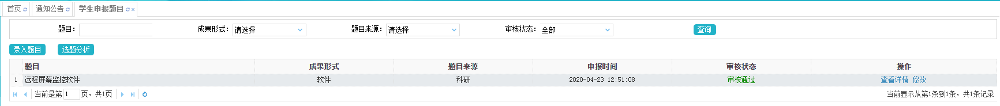 首页 通知公告 学生申报题目
题目： 成果形式： 请选择 题目来源： 请选择 审核状态： 全部 查询
录入题目 选题分析
题目 成果形式 题目来源 申报时间 审核状态 操作
1 远程屏幕监控软件 软件 科研 2020-04-23 12:51:08 审核通过 查看详情 修改
当前是第 1 页，共1页 当前显示从第1条到1条，共1条记录